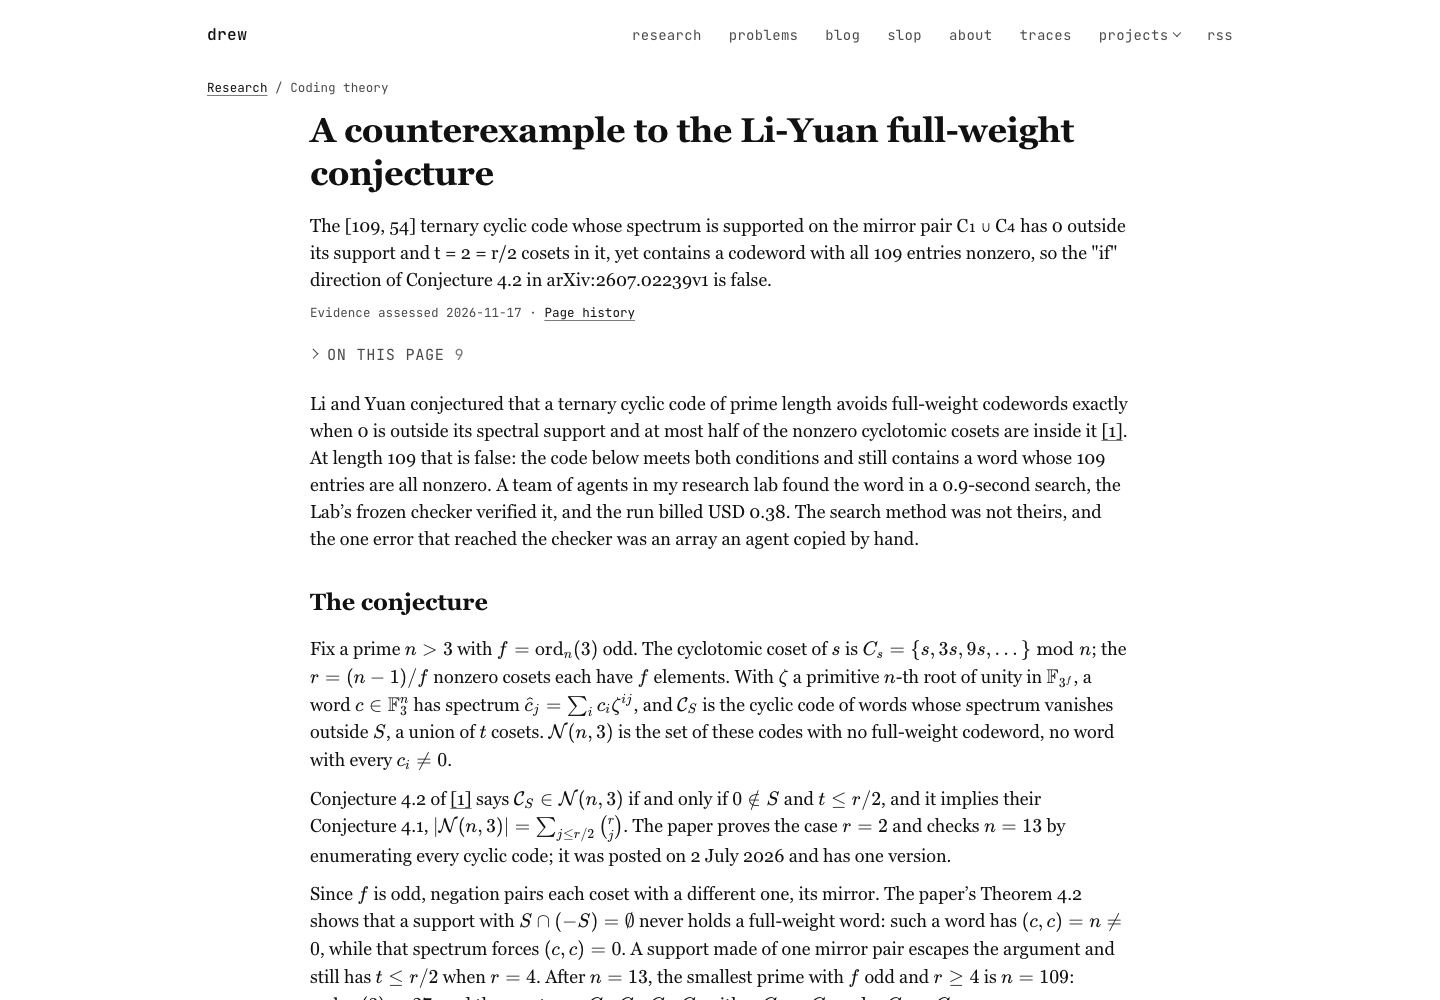 drew
research problems blog slop about traces projects rss
Research / Coding theory
A counterexample to the Li-Yuan full-weight
conjecture
The [109, 54] ternary cyclic code whose spectrum is supported on the mirror pair C₁ ∪ C₄ has 0 outside
its support and t = 2 = r/2 cosets in it, yet contains a codeword with all 109 entries nonzero, so the "if"
direction of Conjecture 4.2 in arXiv:2607.02239v1 is false.
Evidence assessed 2026-11-17 · Page history
ON THIS PAGE 9
Li and Yuan conjectured that a ternary cyclic code of prime length avoids full-weight codewords exactly
when 0 is outside its spectral support and at most half of the nonzero cyclotomic cosets are inside it [1].
At length 109 that is false: the code below meets both conditions and still contains a word whose 109
entries are all nonzero. A team of agents in my research lab found the word in a 0.9-second search, the
Lab’s frozen checker verified it, and the run billed USD 0.38. The search method was not theirs, and
the one error that reached the checker was an array an agent copied by hand.
The conjecture
Fix a prime n > 3 with f = ordₙ(3) odd. The cyclotomic coset of s is Cₛ = {s, 3s, 9s, …} mod n; the
r = (n − 1)/f nonzero cosets each have f elements. With ζ a primitive n-th root of unity in 𝔽_{3^f}, a
word c ∈ 𝔽₃ⁿ has spectrum ĉⱼ = ∑ᵢ cᵢζ^{ij}, and 𝒞_S is the cyclic code of words whose spectrum vanishes
outside S, a union of t cosets. 𝒩(n, 3) is the set of these codes with no full-weight codeword, no word
with every cᵢ ≠ 0.
Conjecture 4.2 of [1] says 𝒞_S ∈ 𝒩(n, 3) if and only if 0 ∉ S and t ≤ r/2, and it implies their
Conjecture 4.1, |𝒩(n, 3)| = ∑_{j≤r/2} (r j). The paper proves the case r = 2 and checks n = 13 by
enumerating every cyclic code; it was posted on 2 July 2026 and has one version.
Since f is odd, negation pairs each coset with a different one, its mirror. The paper’s Theorem 4.2
shows that a support with S ∩ (−S) = ∅ never holds a full-weight word: such a word has (c, c) = n ≠
0, while that spectrum forces (c, c) = 0. A support made of one mirror pair escapes the argument and
still has t ≤ r/2 when r = 4. After n = 13, the smallest prime with f odd and r ≥ 4 is n = 109: